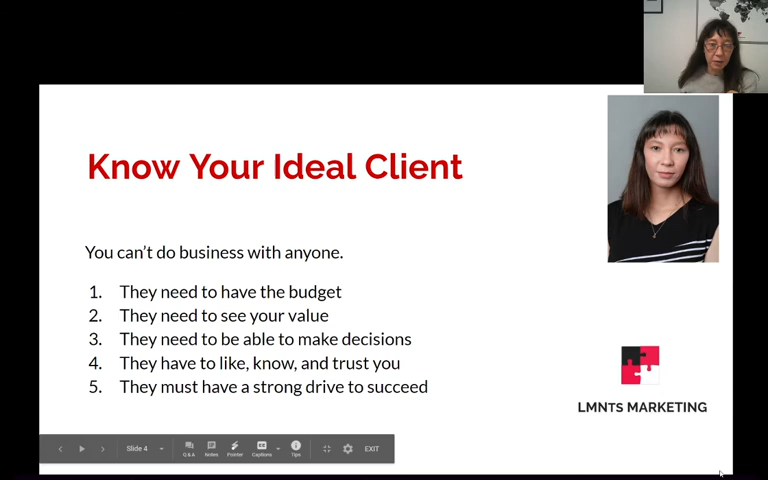 Know Your Ideal Client
You can't do business with anyone.
1. They need to have the budget
2. They need to see your value
3. They need to be able to make decisions
4. They have to like, know, and trust you
5. They must have a strong drive to succeed
LMNTs MARKETING
Slide 4
Q&A
Notes
Pointer
Captions
Tips
EXIT